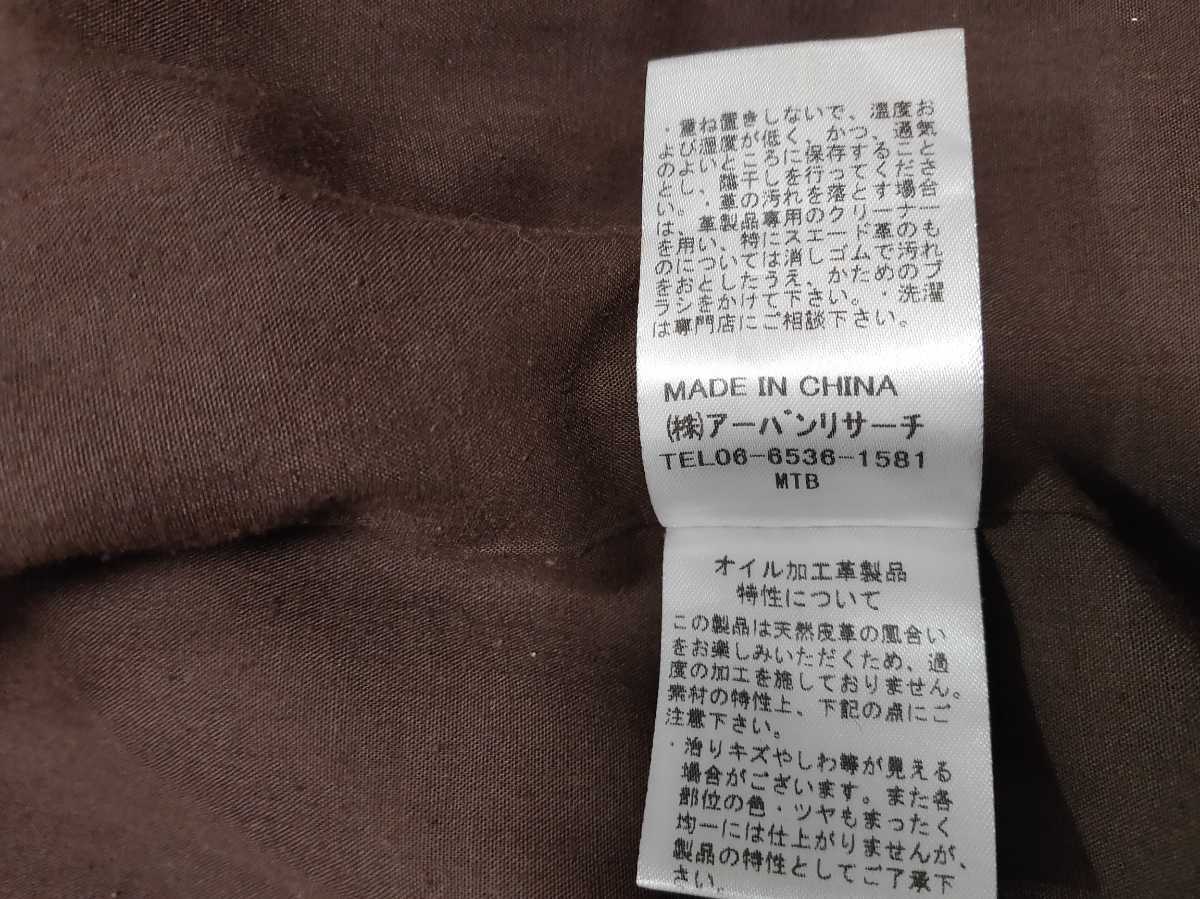 ・重ね置きしないで、温度お
よび湿度が低く、かつ、過気
のよいところに保存するこ
と。・陰干しを行ってくださ
い。・革の汚れを落とす場合
は、革製品専用のクリーナー
を用い、特にスエード革のも
のについては消しゴムで汚れ
をおとしたうえ、かためのブ
ラシをかけて下さい。・洗濯
は専門店にご相談下さい。
MADE IN CHINA
(株)アーバンリサーチ
TEL06-6536-1581
MTB
オイル加工革製品
特性について
この製品は天然皮革の風合い
をお楽しみいただくため、過
度の加工を施しておりません。
素材の特性上、下記の点にご
注意下さい。
・治りキズやしわ等が見える
場合がございます。また各
部位の色・ツヤもまったく
均一には仕上がりませんが、
製品の特性としてご了承下
さい。